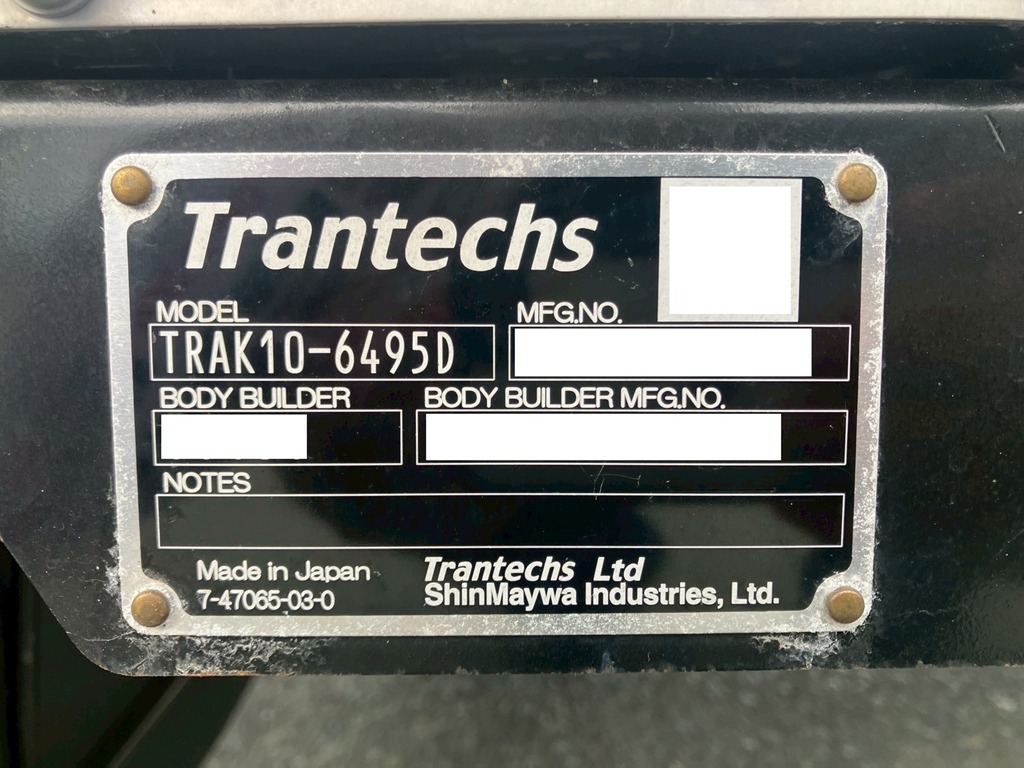 Trantechs
MODEL MFG.NO.
TRAK10-6495D
BODY BUILDER BODY BUILDER MFG.NO.
NOTES
Made in Japan Trantechs Ltd
7-47065-03-0 ShinMaywa Industries, Ltd.